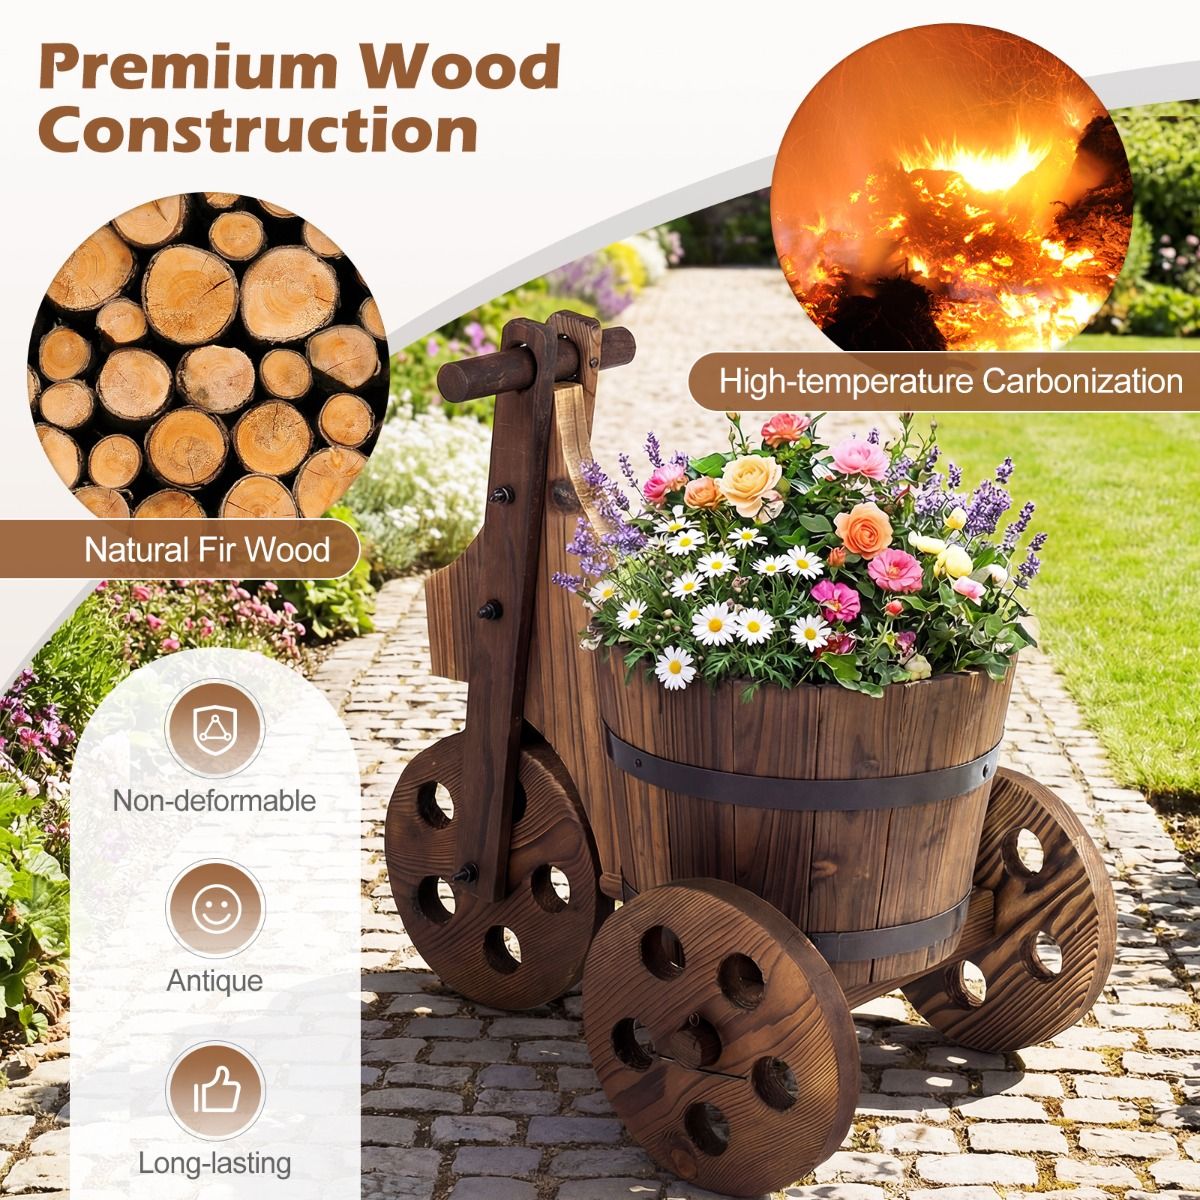 Premium Wood
Construction
High-temperature Carbonization
Natural Fir Wood
Non-deformable
Antique
Long-lasting